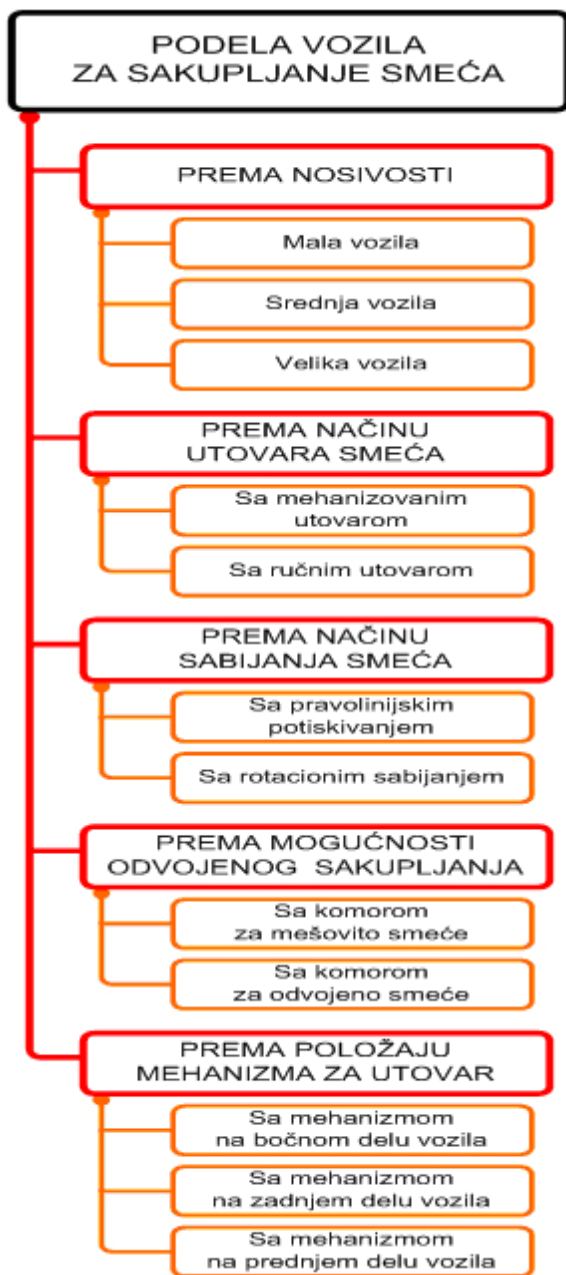 PODELA VOZILA
ZA SAKUPLJANJE SMEĆA
PREMA NOSIVOSTI
Mala vozila
Srednja vozila
Velika vozila
PREMA NAČINU
UTOVARA SMEĆA
Sa mehanizovanim
utovarom
Sa ručnim utovarom
PREMA NAČINU
SABIJANJA SMEĆA
Sa pravolinijskim
potiskivanjem
Sa rotacionim sabijanjem
PREMA MOGUĆNOSTI
ODVOJENOG SAKUPLJANJA
Sa komorom
za mešovito smeće
Sa komorom
za odvojeno smeće
PREMA POLOŽAJU
MEHANIZMA ZA UTOVAR
Sa mehanizmom
na bočnom delu vozila
Sa mehanizmom
na zadnjem delu vozila
Sa mehanizmom
na prednjem delu vozila